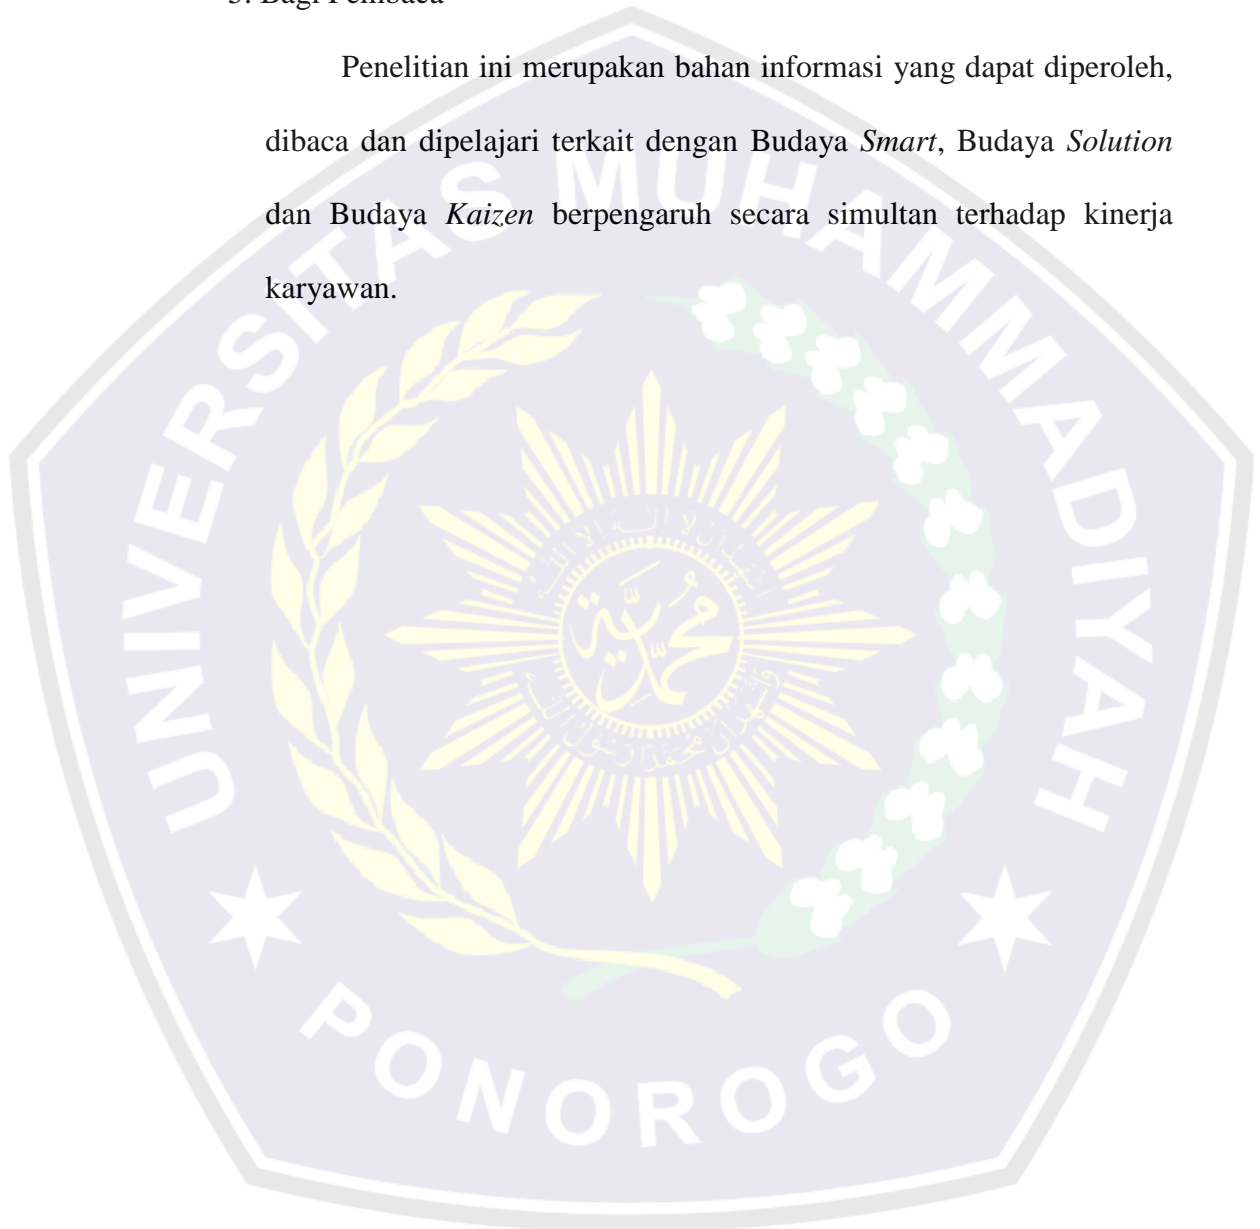 Bagi Pembaca
Penelitian ini merupakan bahan informasi yang dapat diperoleh,
dibaca dan dipelajari terkait dengan Budaya Smart, Budaya Solution
dan Budaya Kaizen berpengaruh secara simultan terhadap kinerja
karyawan.
UNIVERSITAS MUHAMMADIYAH
PONOROGO
محمدية